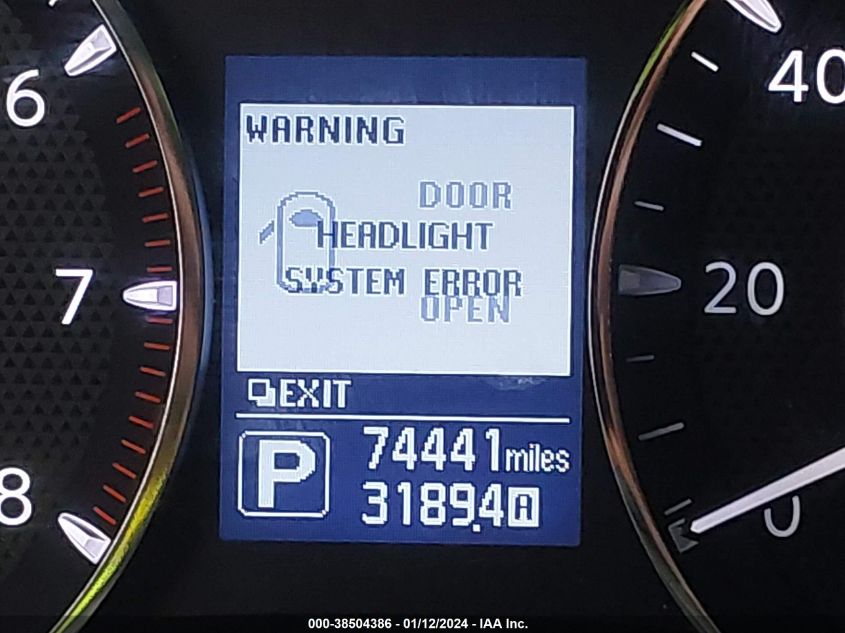 6
7
8
WARNING
DOOR
HEADLIGHT
SYSTEM ERROR
OPEN
EXIT
P
74441 miles
3189.4 A
40
20
0
000-38504386 - 01/12/2024 - IAA Inc.